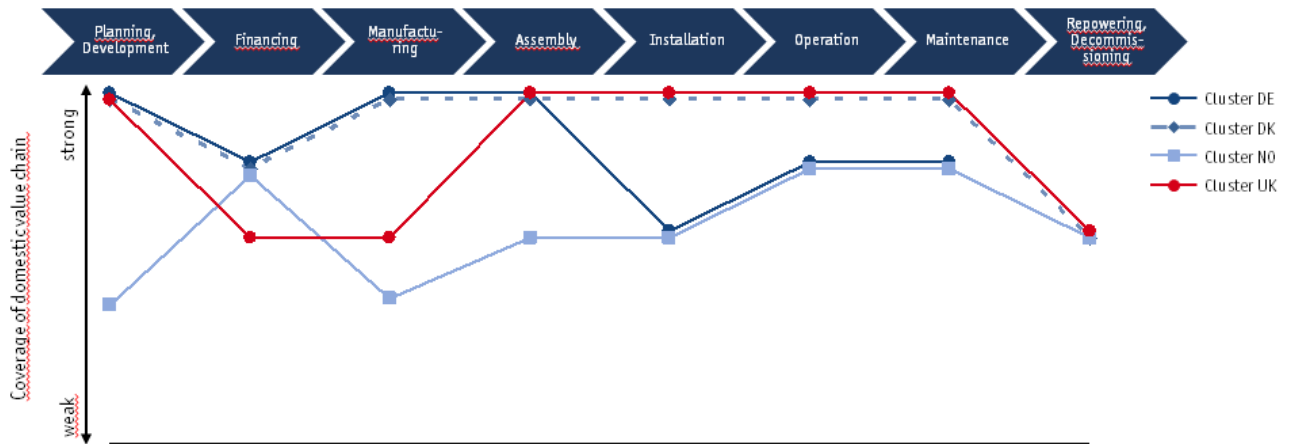 Planning,
Development
Financing
Manufactu-
ring
Assembly
Installation
Operation
Maintenance
Repowering,
Decommis-
sioning
Coverage of domestic value chain
strong
weak
Cluster DE
Cluster DK
Cluster NO
Cluster UK